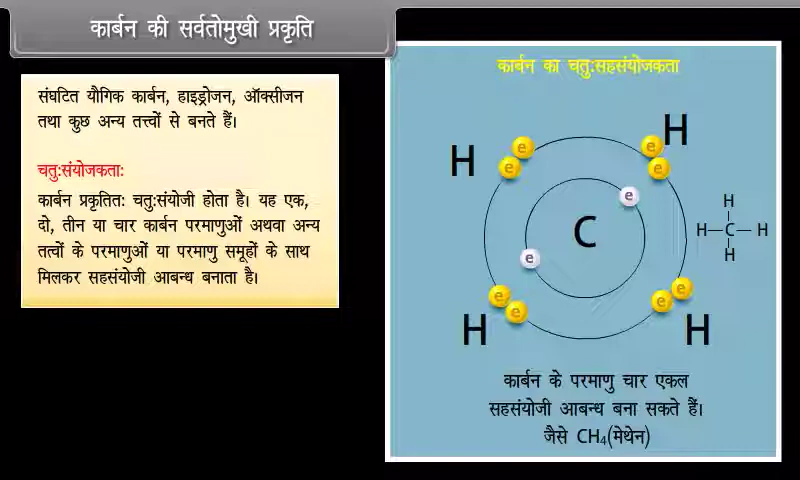 कार्बन की सर्वतोमुखी प्रकृति
संघटित यौगिक कार्बन, हाइड्रोजन, ऑक्सीजन
तथा कुछ अन्य तत्त्वों से बनते हैं।
चतु:संयोजकता:
कार्बन प्रकृतित: चतु:संयोजी होता है। यह एक,
दो, तीन या चार कार्बन परमाणुओं अथवा अन्य
तत्वों के परमाणुओं या परमाणु समूहों के साथ
मिलकर सहसंयोजी आबन्ध बनाता है।
कार्बन का चतु:सहसंयोजकता
H
H
e
e
e
e
e
C
e
e
e
e
e
H
H
H
H—C—H
H
कार्बन के परमाणु चार एकल
सहसंयोजी आबन्ध बना सकते हैं।
जैसे CH₄(मेथेन)